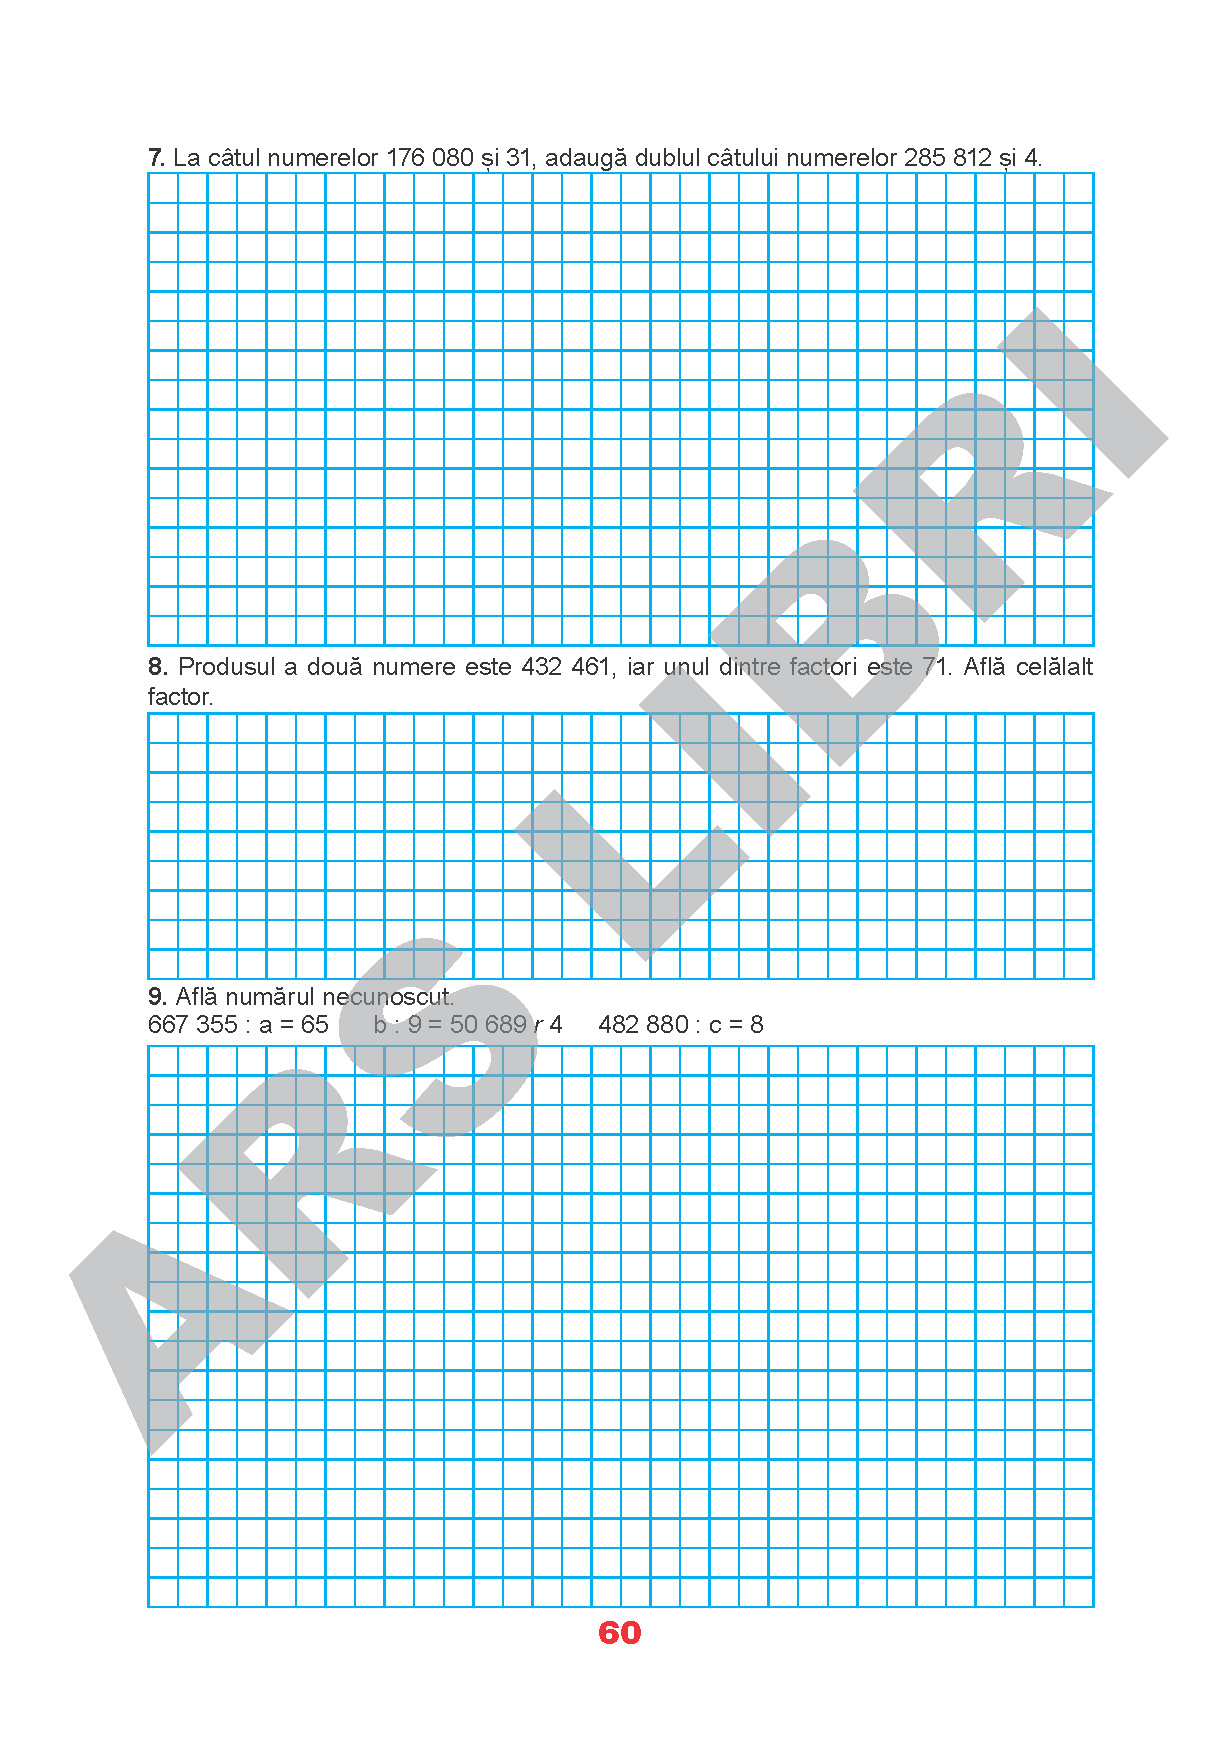 7. La câtul numerelor 176 080 și 31, adaugă dublul câtului numerelor 285 812 și 4.
8. Produsul a două numere este 432 461, iar unul dintre factori este 71. Află celălalt
factor.
9. Află numărul necunoscut.
667 355 : a = 65 b : 9 = 50 689 r 4 482 880 : c = 8
ARS LIBRI
60